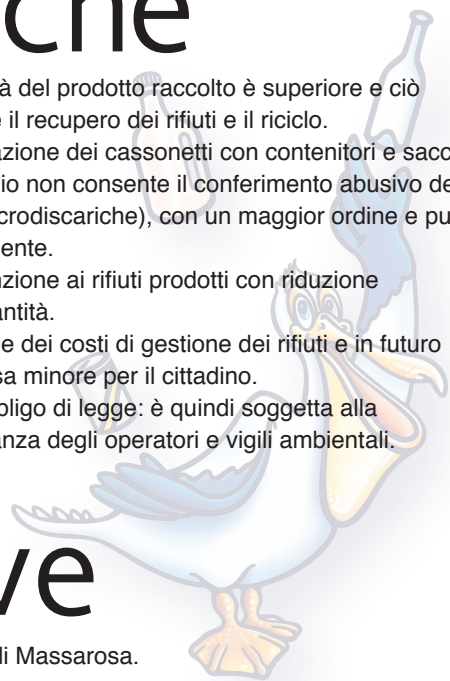 che
à del prodotto raccolto è superiore e ciò
e il recupero dei rifiuti e il riciclo.
azione dei cassonetti con contenitori e sacc
io non consente il conferimento abusivo de
crodiscariche), con un maggior ordine e pu
ente.
nzione ai rifiuti prodotti con riduzione
antità.
e dei costi di gestione dei rifiuti e in futuro
sa minore per il cittadino.
bligo di legge: è quindi soggetta alla
anza degli operatori e vigili ambientali.
ve
di Massarosa.